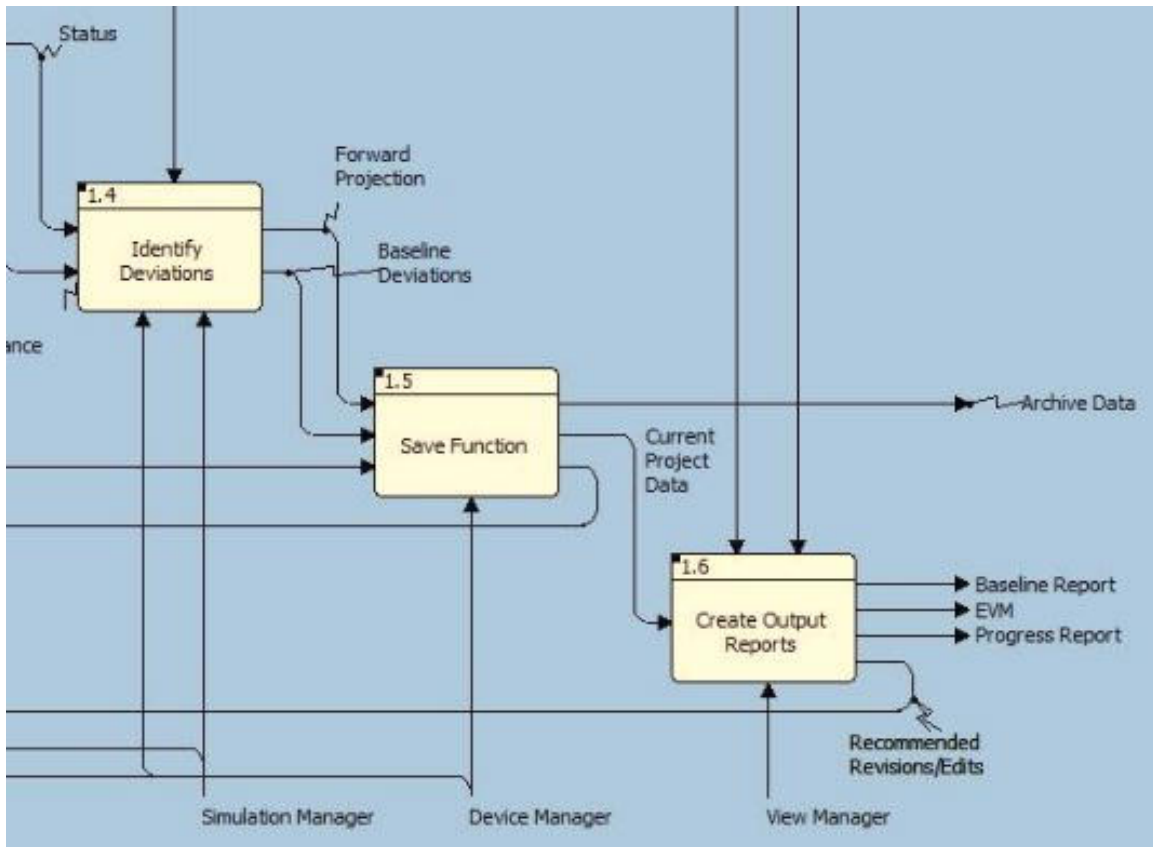 Status
Forward
Projection
1.4
Identify
Deviations
Baseline
Deviations
ance
1.5
Save Function
Archive Data
Current
Project
Data
1.6
Create Output
Reports
Baseline Report
EVM
Progress Report
Recommended
Revisions/Edits
Simulation Manager
Device Manager
View Manager